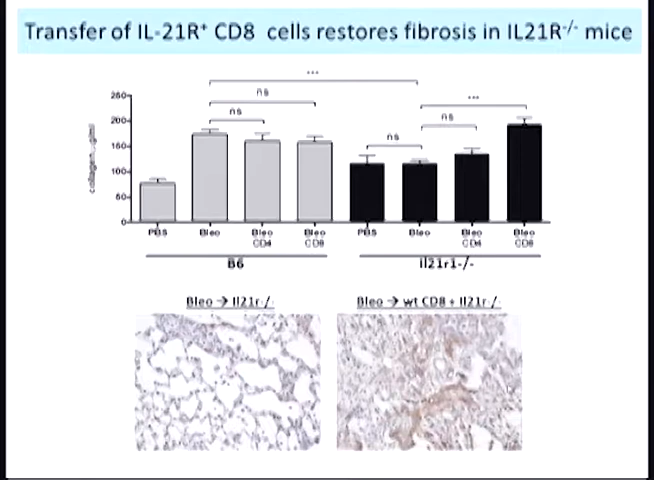 Transfer of IL-21R⁺ CD8 cells restores fibrosis in IL21R⁻/⁻ mice
***
ns
ns
***
ns
ns
250
200
150
100
50
0
PBS
Bleo
Bleo CD4
Bleo CD8
PBS
Bleo
Bleo CD4
Bleo CD8
B6
Il21r1-/-
Bleo → Il21r-/-
Bleo → wt CD8 + Il21r-/-